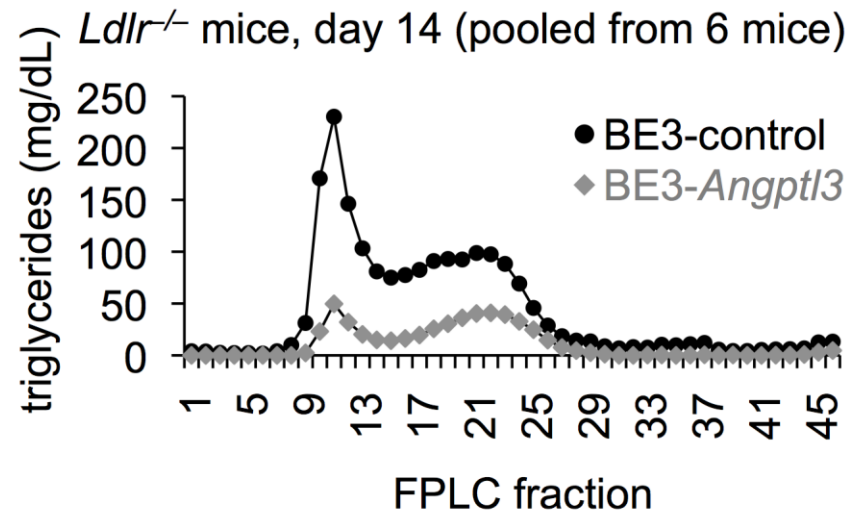 Ldlr–/– mice, day 14 (pooled from 6 mice)
triglycerides (mg/dL)
250
200
150
100
50
0
BE3-control
BE3-Angptl3
1 5 9 13 17 21 25 29 33 37 41 45
FPLC fraction